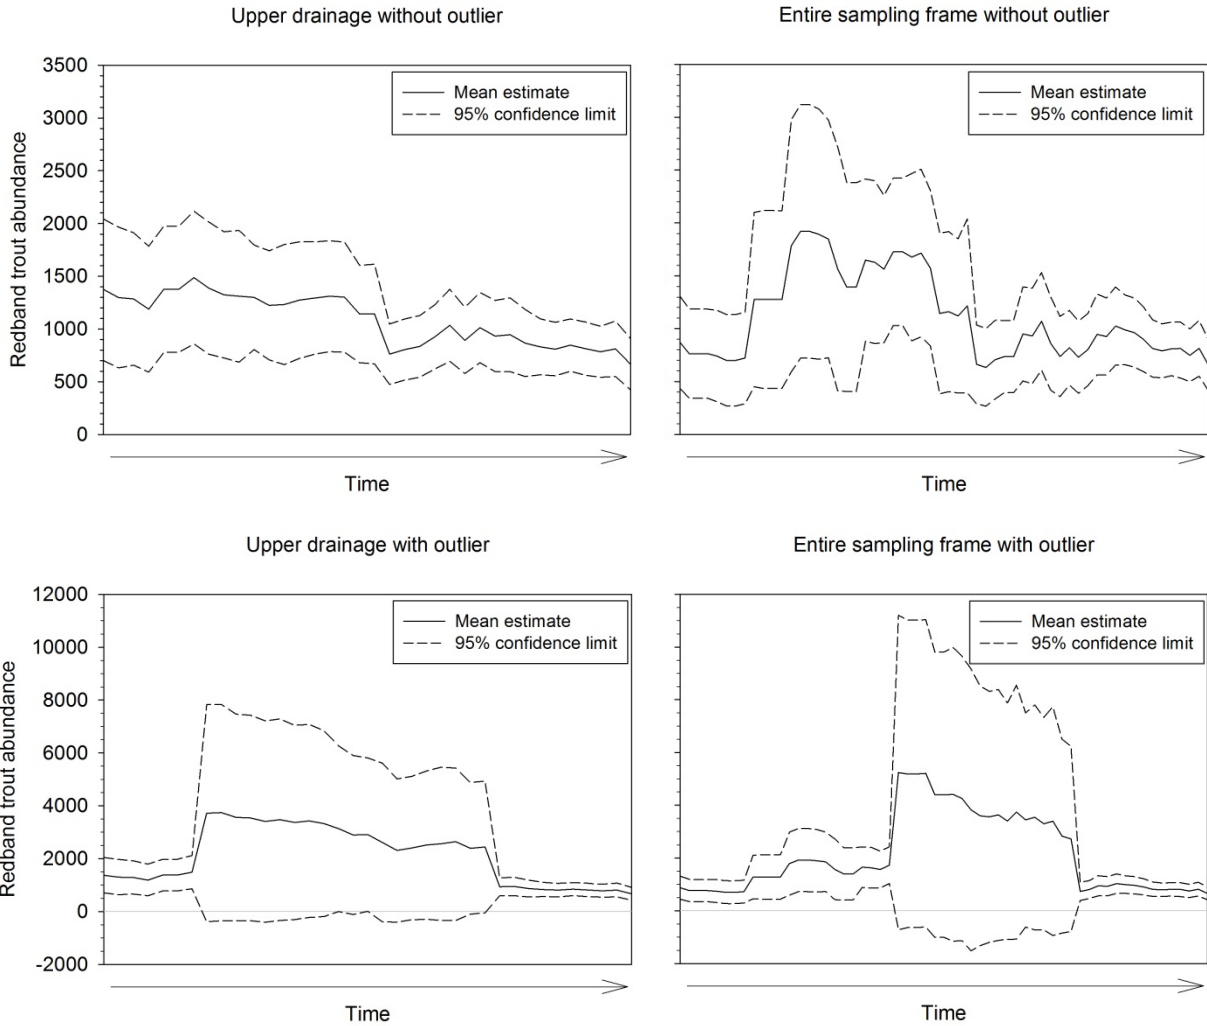 Upper drainage without outlier
Entire sampling frame without outlier
Redband trout abundance
3500
3000
2500
2000
1500
1000
500
0
Mean estimate
95% confidence limit
Mean estimate
95% confidence limit
Time
Time
Upper drainage with outlier
Entire sampling frame with outlier
Redband trout abundance
12000
10000
8000
6000
4000
2000
0
-2000
Mean estimate
95% confidence limit
Mean estimate
95% confidence limit
Time
Time